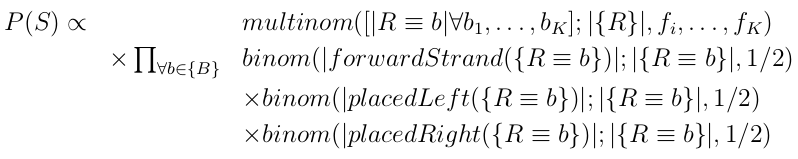 P(S) ∝ multinom([|R ≡ b|∀b₁, . . . , b_K]; |{R}|, f_i, . . . , f_K)
× ∏_{∀b∈{B}} binom(|forwardStrand({R ≡ b})|; |{R ≡ b}|, 1/2)
×binom(|placedLeft({R ≡ b})|; |{R ≡ b}|, 1/2)
×binom(|placedRight({R ≡ b})|; |{R ≡ b}|, 1/2)